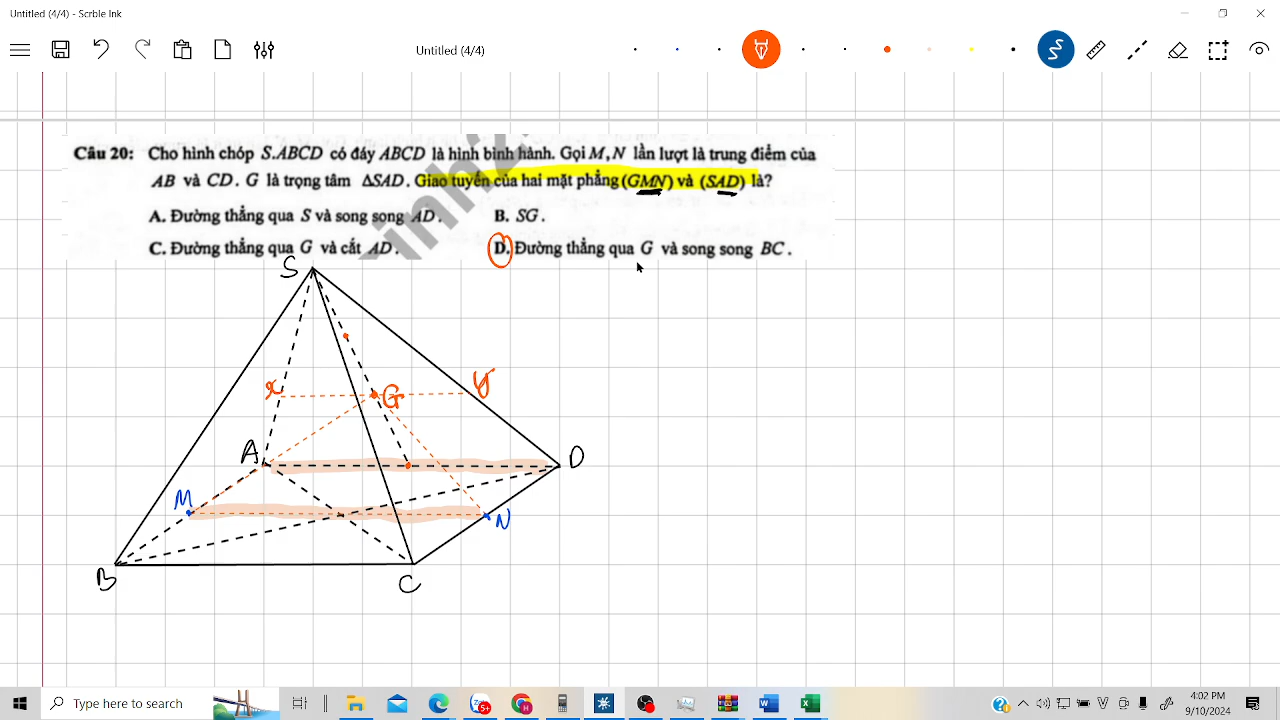 Untitled (4/4) - Scrble Ink
Untitled (4/4)
Câu 20: Cho hình chóp S.ABCD có đáy ABCD là hình bình hành. Gọi M, N lần lượt là trung điểm của
AB và CD. G là trọng tâm ΔSAD. Giao tuyến của hai mặt phẳng (GMN) và (SAD) là?
A. Đường thẳng qua S và song song AD. B. SG.
C. Đường thẳng qua G và cắt AD. D. Đường thẳng qua G và song song BC.
S
x G y
A D
M N
B C
Type here to search
4:02 PM
9/10/2024